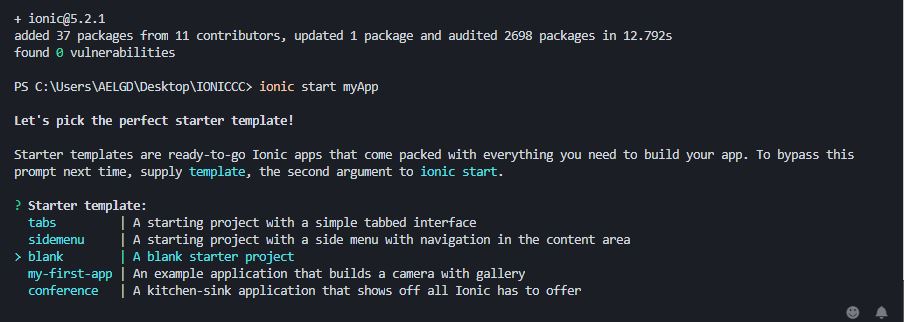 + ionic@5.2.1
added 37 packages from 11 contributors, updated 1 package and audited 2698 packages in 12.792s
found 0 vulnerabilities
PS C:\Users\AELGD\Desktop\IONICCC> ionic start myApp
Let's pick the perfect starter template!
Starter templates are ready-to-go Ionic apps that come packed with everything you need to build your app. To bypass this
prompt next time, supply template, the second argument to ionic start.
? Starter template:
tabs | A starting project with a simple tabbed interface
sidemenu | A starting project with a side menu with navigation in the content area
> blank | A blank starter project
my-first-app | An example application that builds a camera with gallery
conference | A kitchen-sink application that shows off all Ionic has to offer